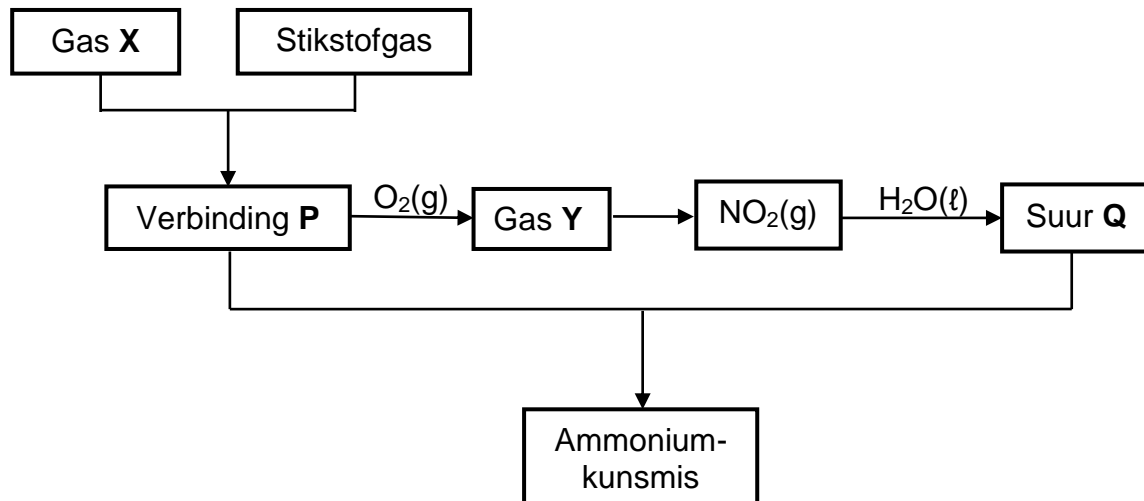 Gas X
Stikstofgas
Verbinding P
O₂(g)
Gas Y
NO₂(g)
H₂O(ℓ)
Suur Q
Ammonium-
kunsmis